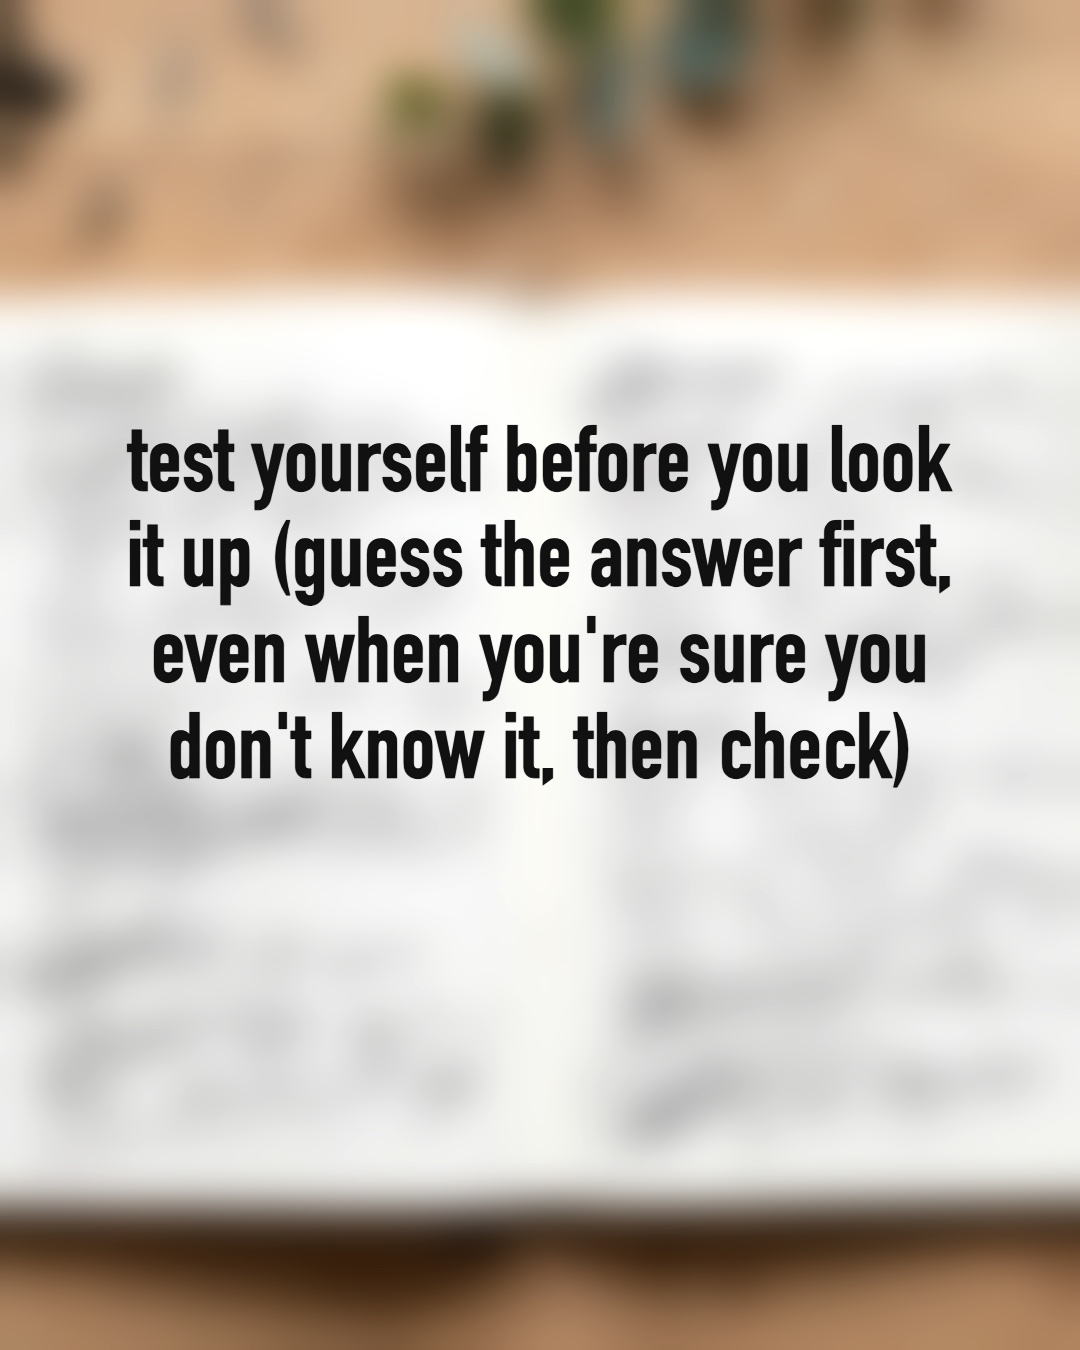 test yourself before you look
it up (guess the answer first,
even when you're sure you
don't know it, then check)